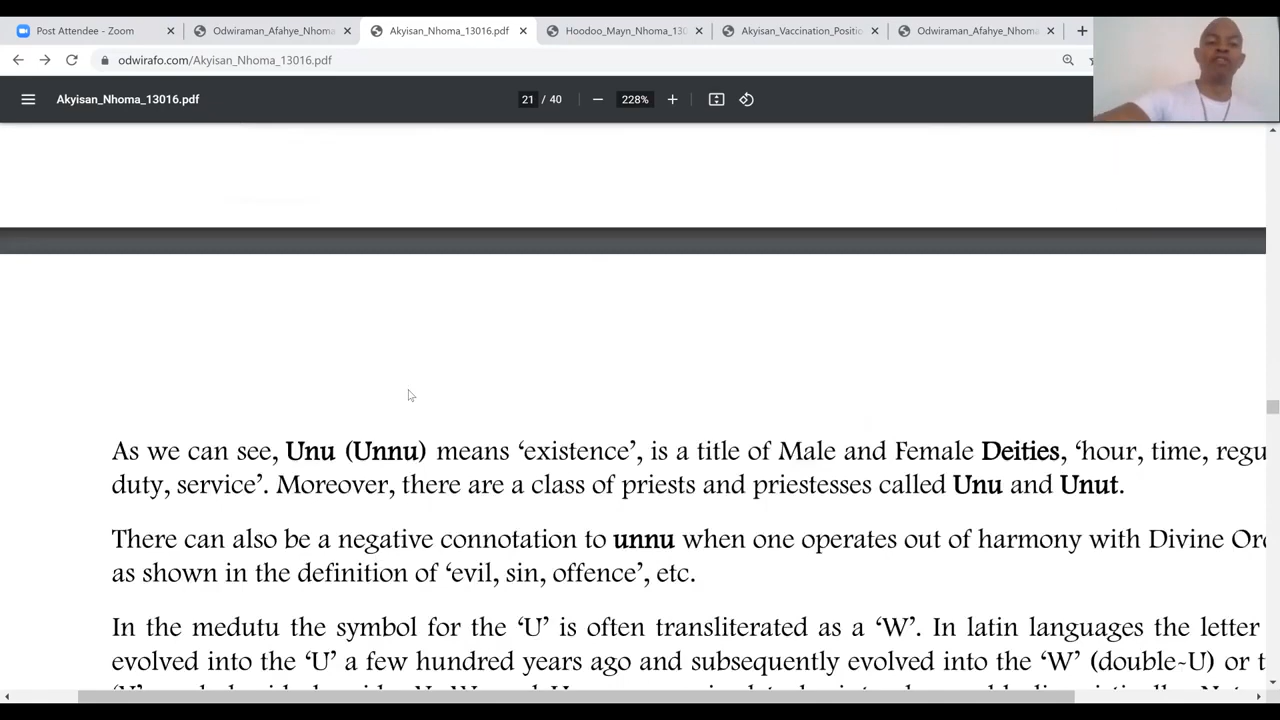 Post Attendee - Zoom
Odwiraman_Afahye_Nhoma
Akyisan_Nhoma_13016.pdf
Hoodoo_Mayn_Nhoma_130
Akyisan_Vaccination_Positio
Odwiraman_Afahye_Nhoma
odwirafo.com/Akyisan_Nhoma_13016.pdf
Akyisan_Nhoma_13016.pdf
21 / 40
228%
As we can see, Unu (Unnu) means ‘existence’, is a title of Male and Female Deities, ‘hour, time, regu
duty, service’. Moreover, there are a class of priests and priestesses called Unu and Unut.
There can also be a negative connotation to unnu when one operates out of harmony with Divine Ord
as shown in the definition of ‘evil, sin, offence’, etc.
In the medutu the symbol for the ‘U’ is often transliterated as a ‘W’. In latin languages the letter
evolved into the ‘U’ a few hundred years ago and subsequently evolved into the ‘W’ (double-U) or t